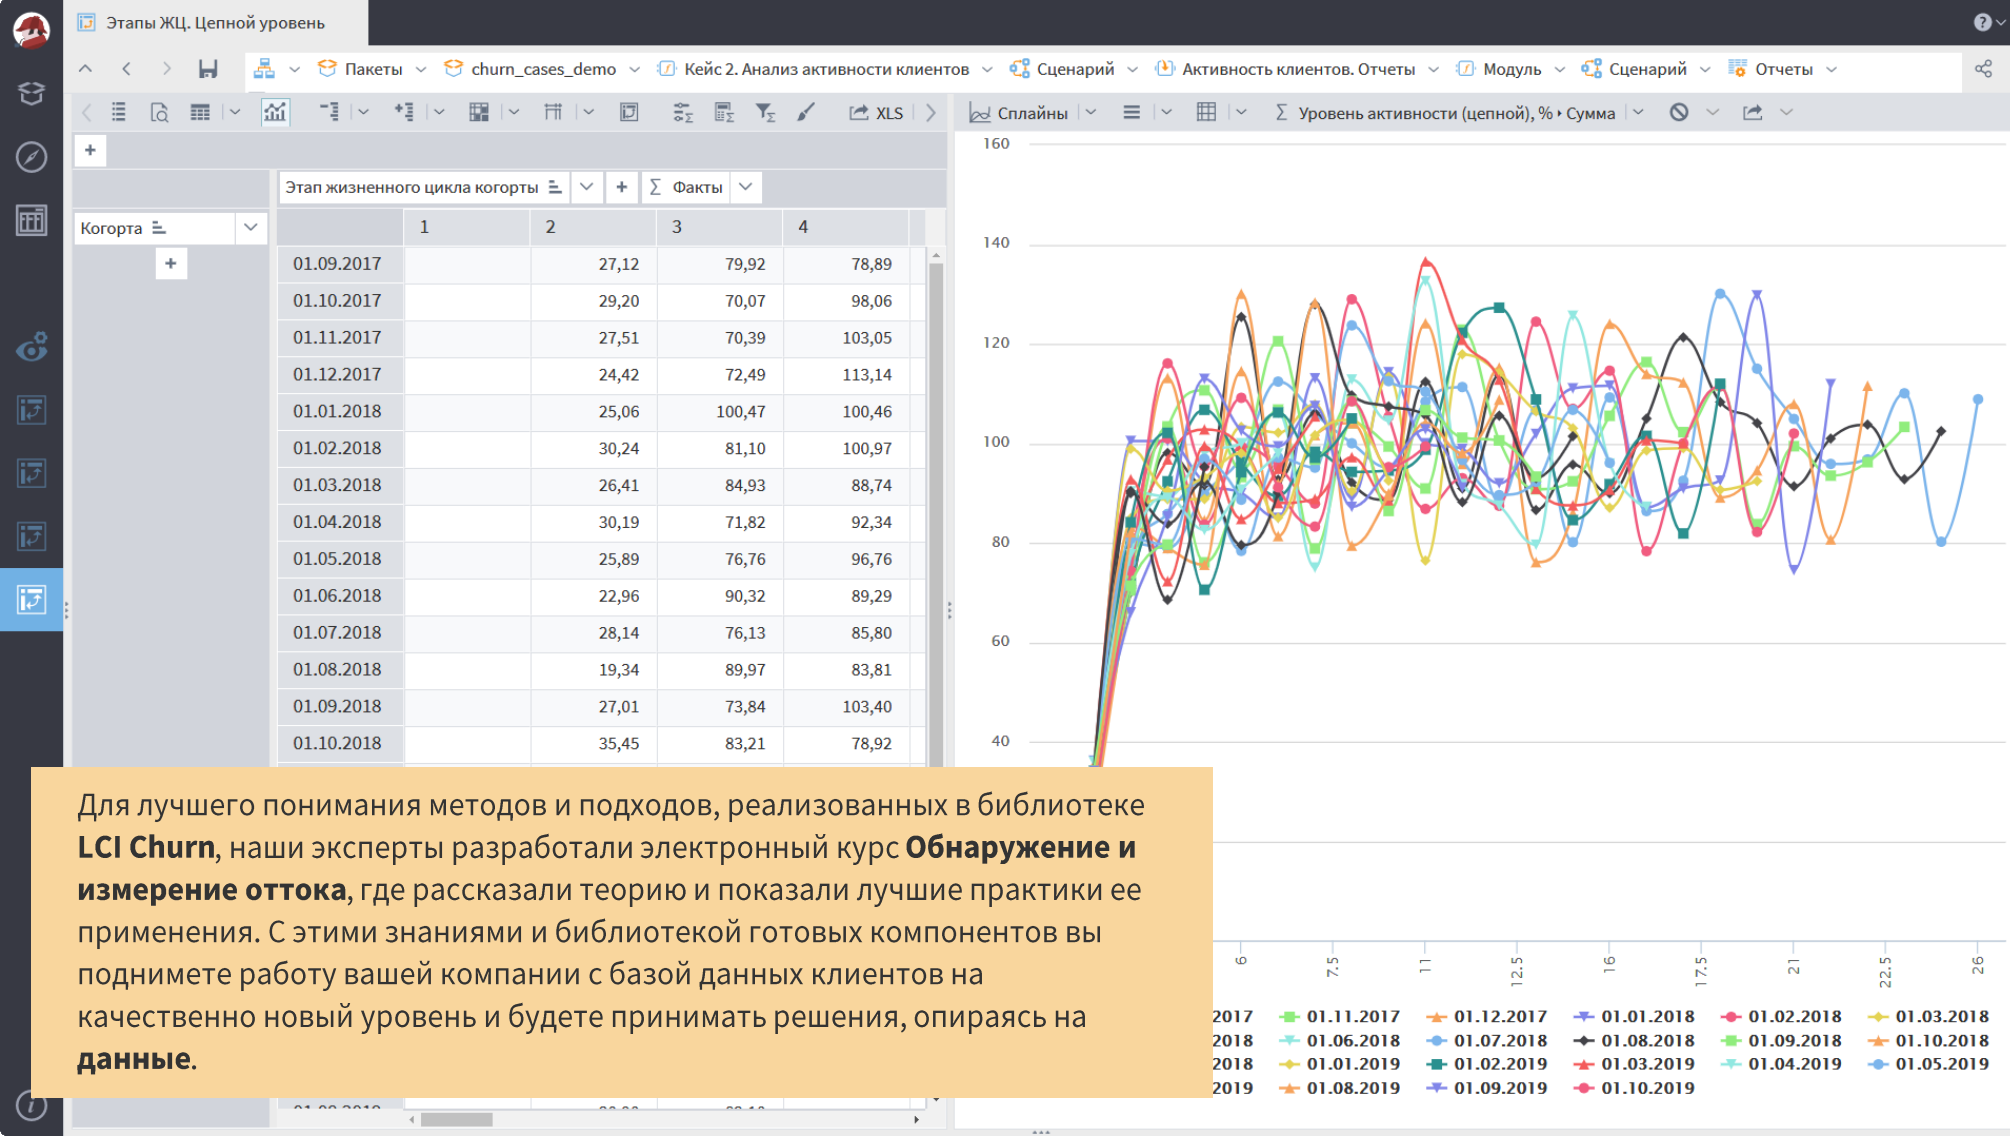 Этапы ЖЦ. Цепной уровень
Пакеты churn_cases_demo Кейс 2. Анализ активности клиентов Сценарий Активность клиентов. Отчеты Модуль Сценарий Отчеты
XLS
Сплайны Σ Уровень активности (цепной), % Сумма
Этап жизненного цикла когорты + Σ Факты
Когорта
1 2 3 4
01.09.2017 27,12 79,92 78,89
01.10.2017 29,20 70,07 98,06
01.11.2017 27,51 70,39 103,05
01.12.2017 24,42 72,49 113,14
01.01.2018 25,06 100,47 100,46
01.02.2018 30,24 81,10 100,97
01.03.2018 26,41 84,93 88,74
01.04.2018 30,19 71,82 92,34
01.05.2018 25,89 76,76 96,76
01.06.2018 22,96 90,32 89,29
01.07.2018 28,14 76,13 85,80
01.08.2018 19,34 89,97 83,81
01.09.2018 27,01 73,84 103,40
01.10.2018 35,45 83,21 78,92
160
140
120
100
80
60
40
Для лучшего понимания методов и подходов, реализованных в библиотеке
LCI Churn, наши эксперты разработали электронный курс Обнаружение и
измерение оттока, где рассказали теорию и показали лучшие практики ее
применения. С этими знаниями и библиотекой готовых компонентов вы
поднимете работу вашей компании с базой данных клиентов на
качественно новый уровень и будете принимать решения, опираясь на
данные.
6 7.5 11 12.5 16 17.5 21 22.5 26
2017 01.11.2017 01.12.2017 01.01.2018 01.02.2018 01.03.2018
2018 01.06.2018 01.07.2018 01.08.2018 01.09.2018 01.10.2018
2018 01.01.2019 01.02.2019 01.03.2019 01.04.2019 01.05.2019
2019 01.08.2019 01.09.2019 01.10.2019